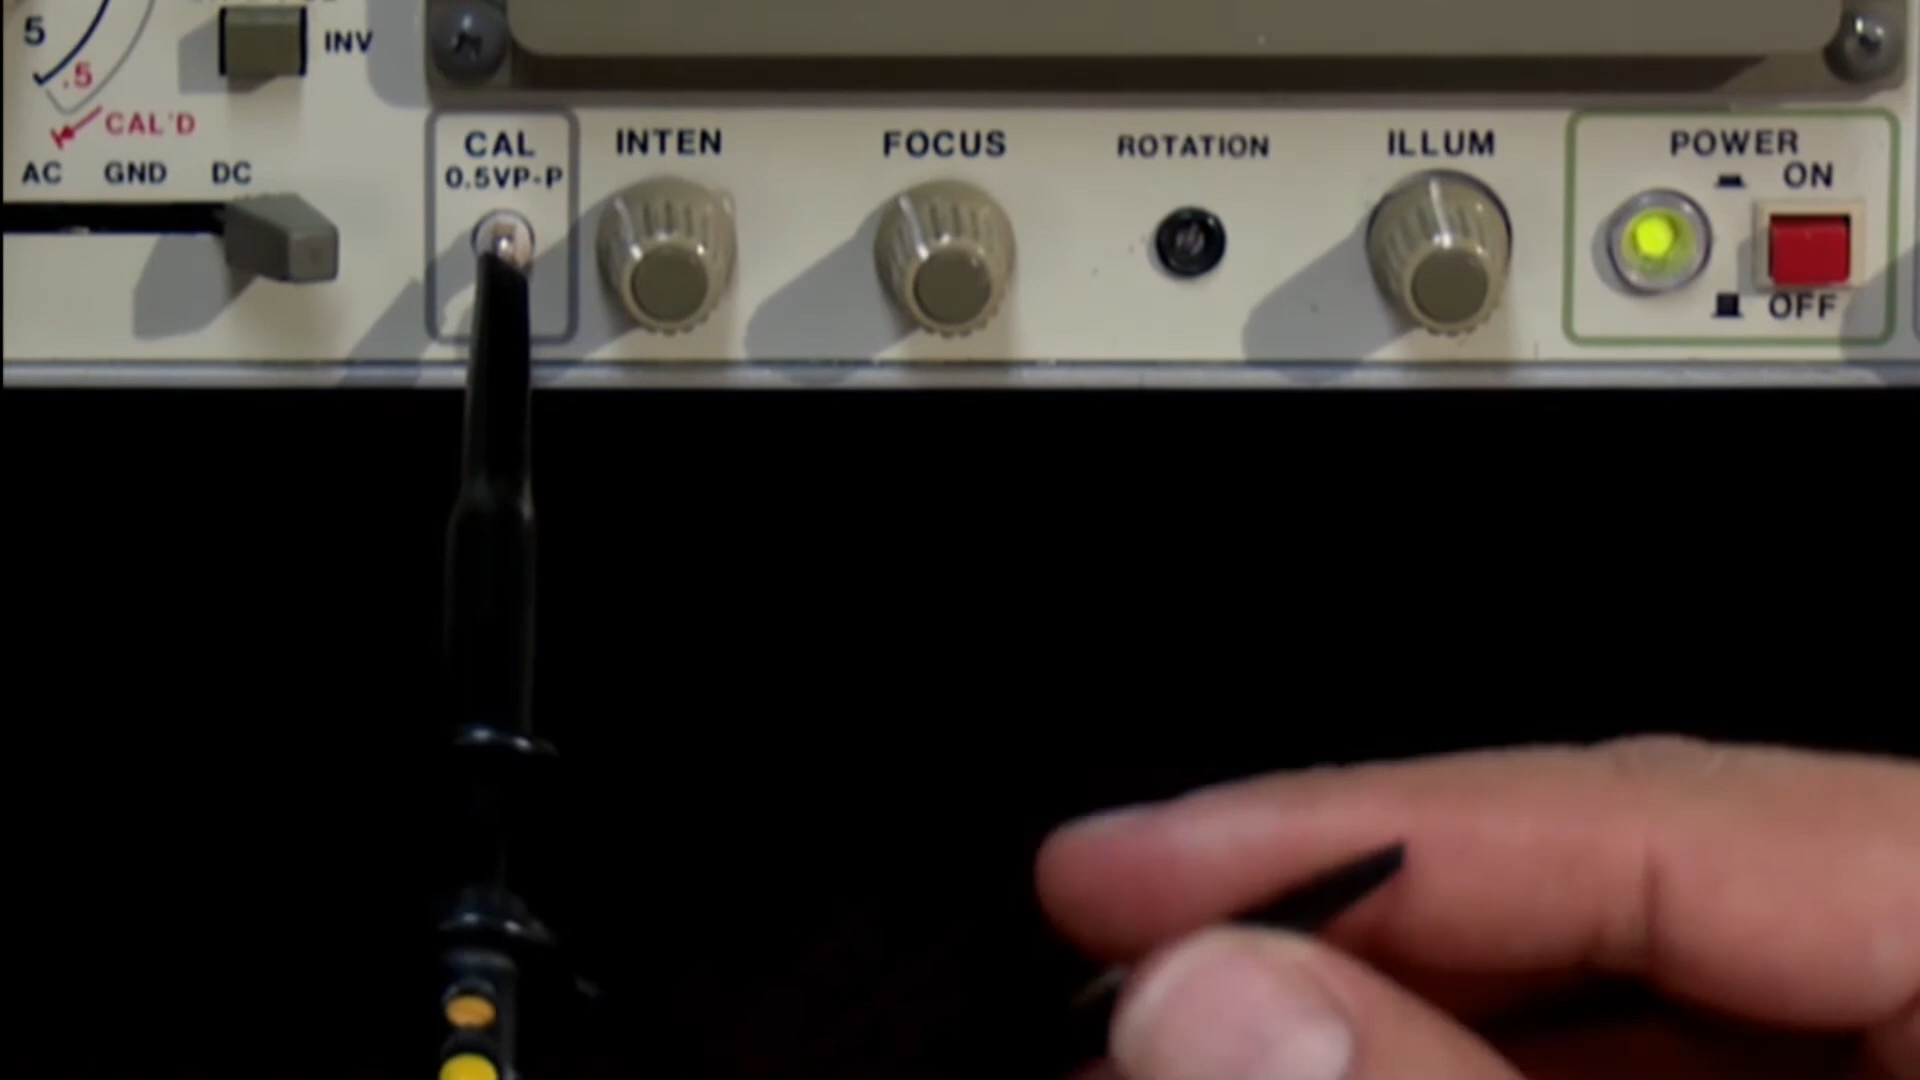 5
INV
.5
CAL'D
AC GND DC
CAL
0.5VP-P
INTEN
FOCUS
ROTATION
ILLUM
POWER
ON
OFF